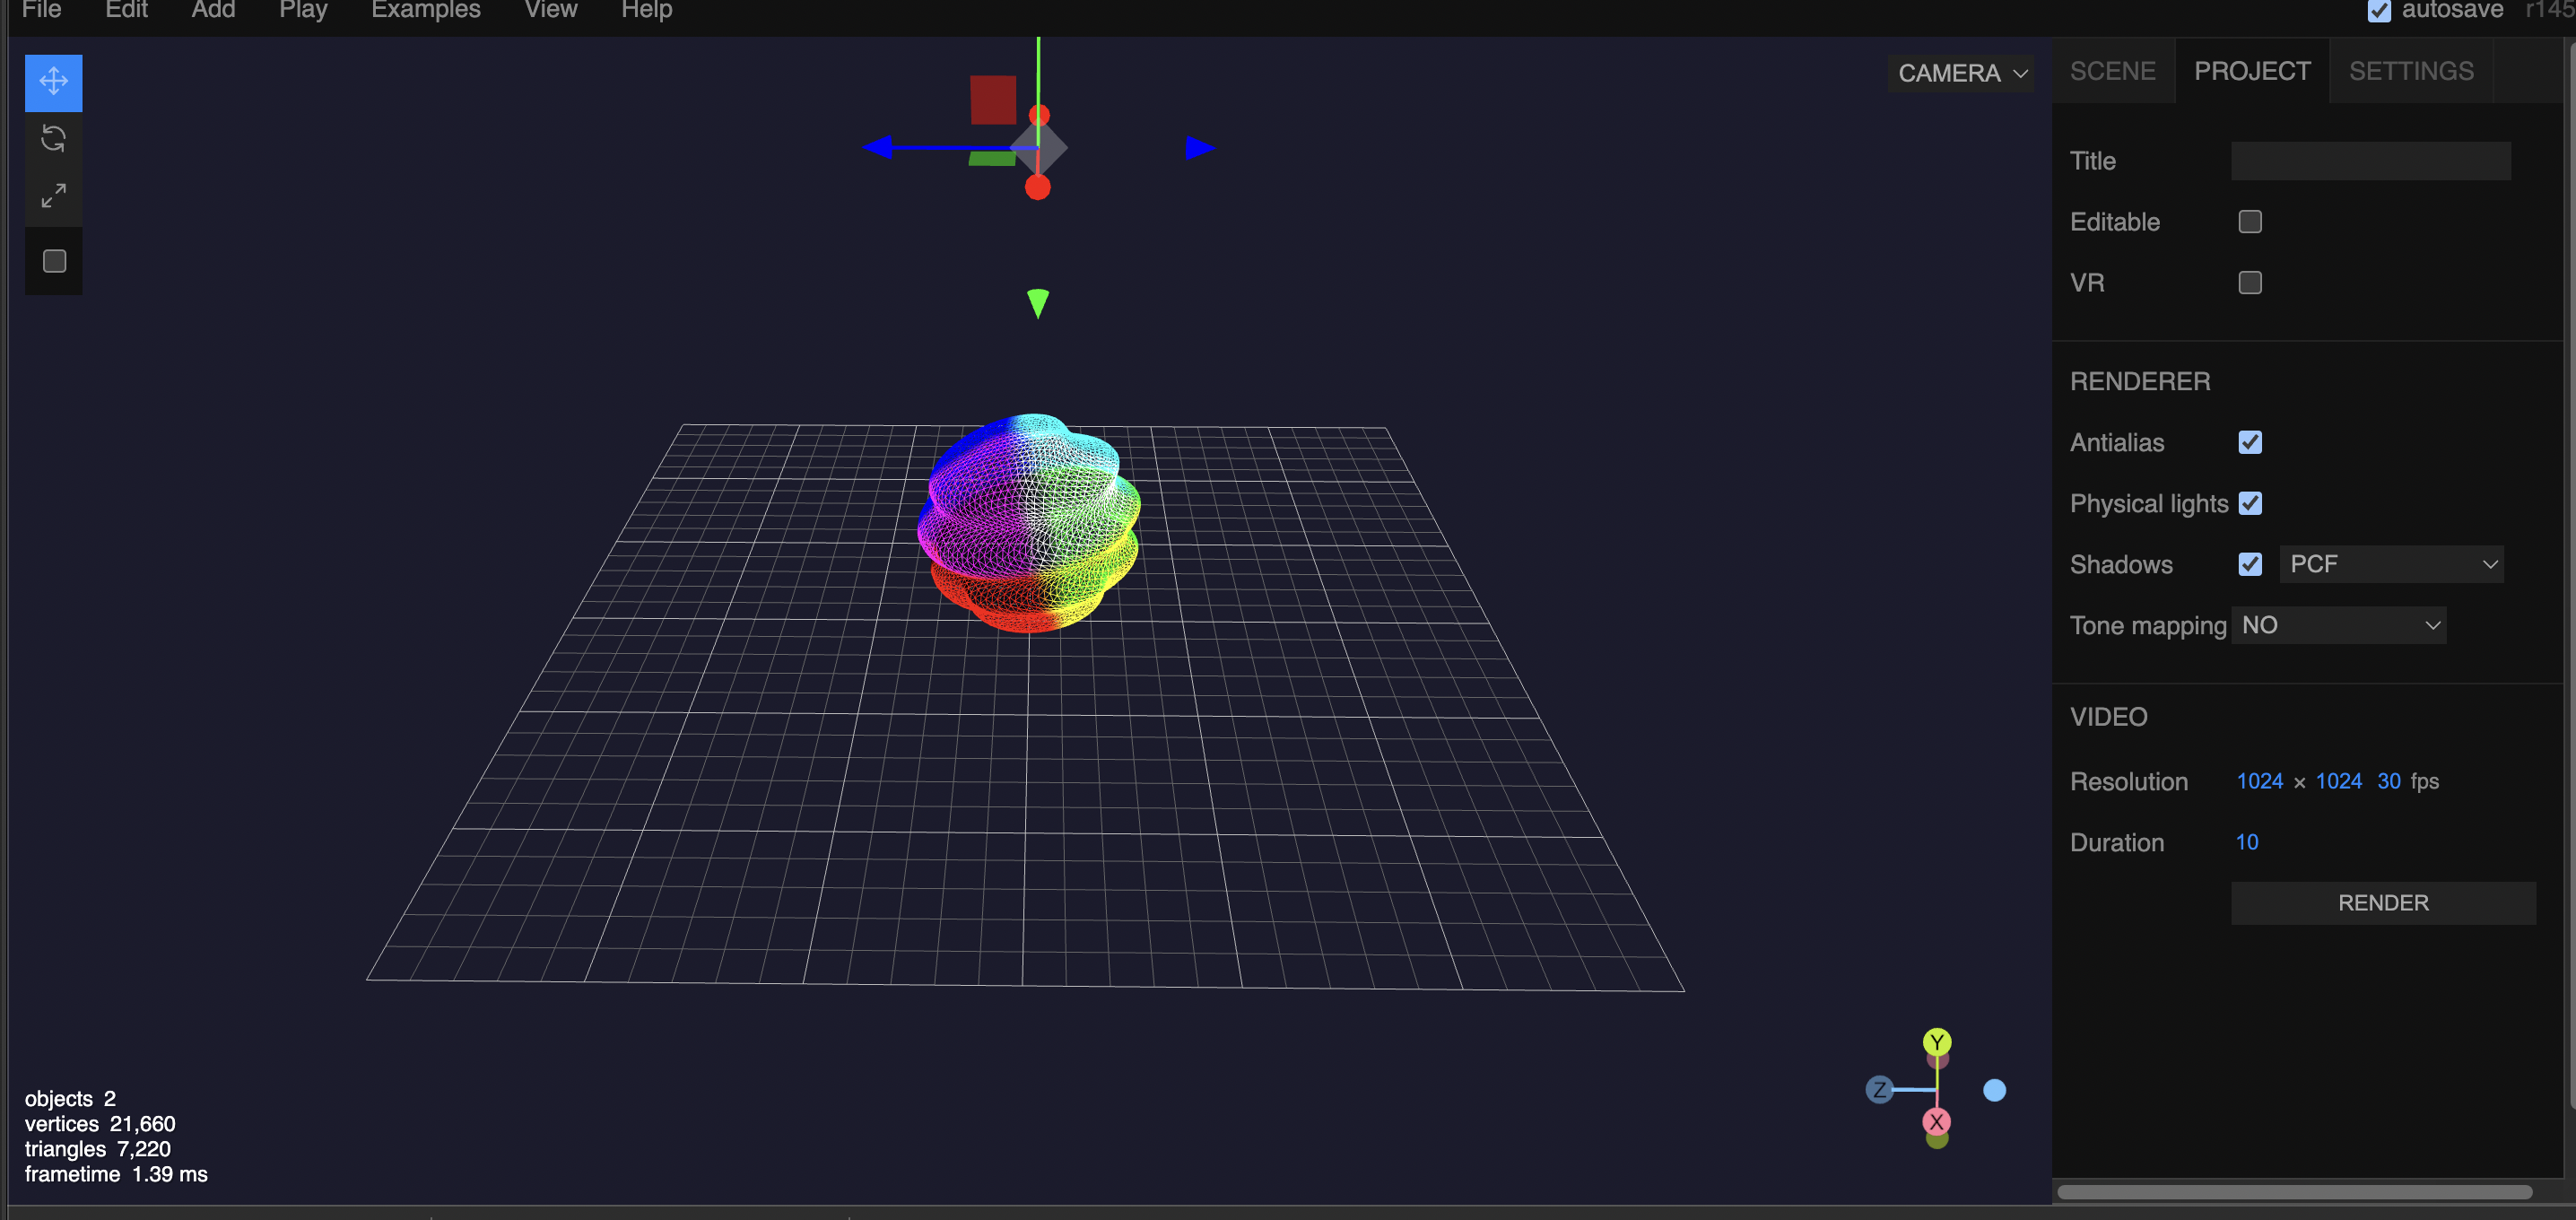 File Edit Add Play Examples View Help autosave r145
CAMERA
SCENE PROJECT SETTINGS
Title
Editable
VR
RENDERER
Antialias
Physical lights
Shadows PCF
Tone mapping NO
VIDEO
Resolution 1024 × 1024 30 fps
Duration 10
RENDER
objects 2
vertices 21,660
triangles 7,220
frametime 1.39 ms
Y
Z
X